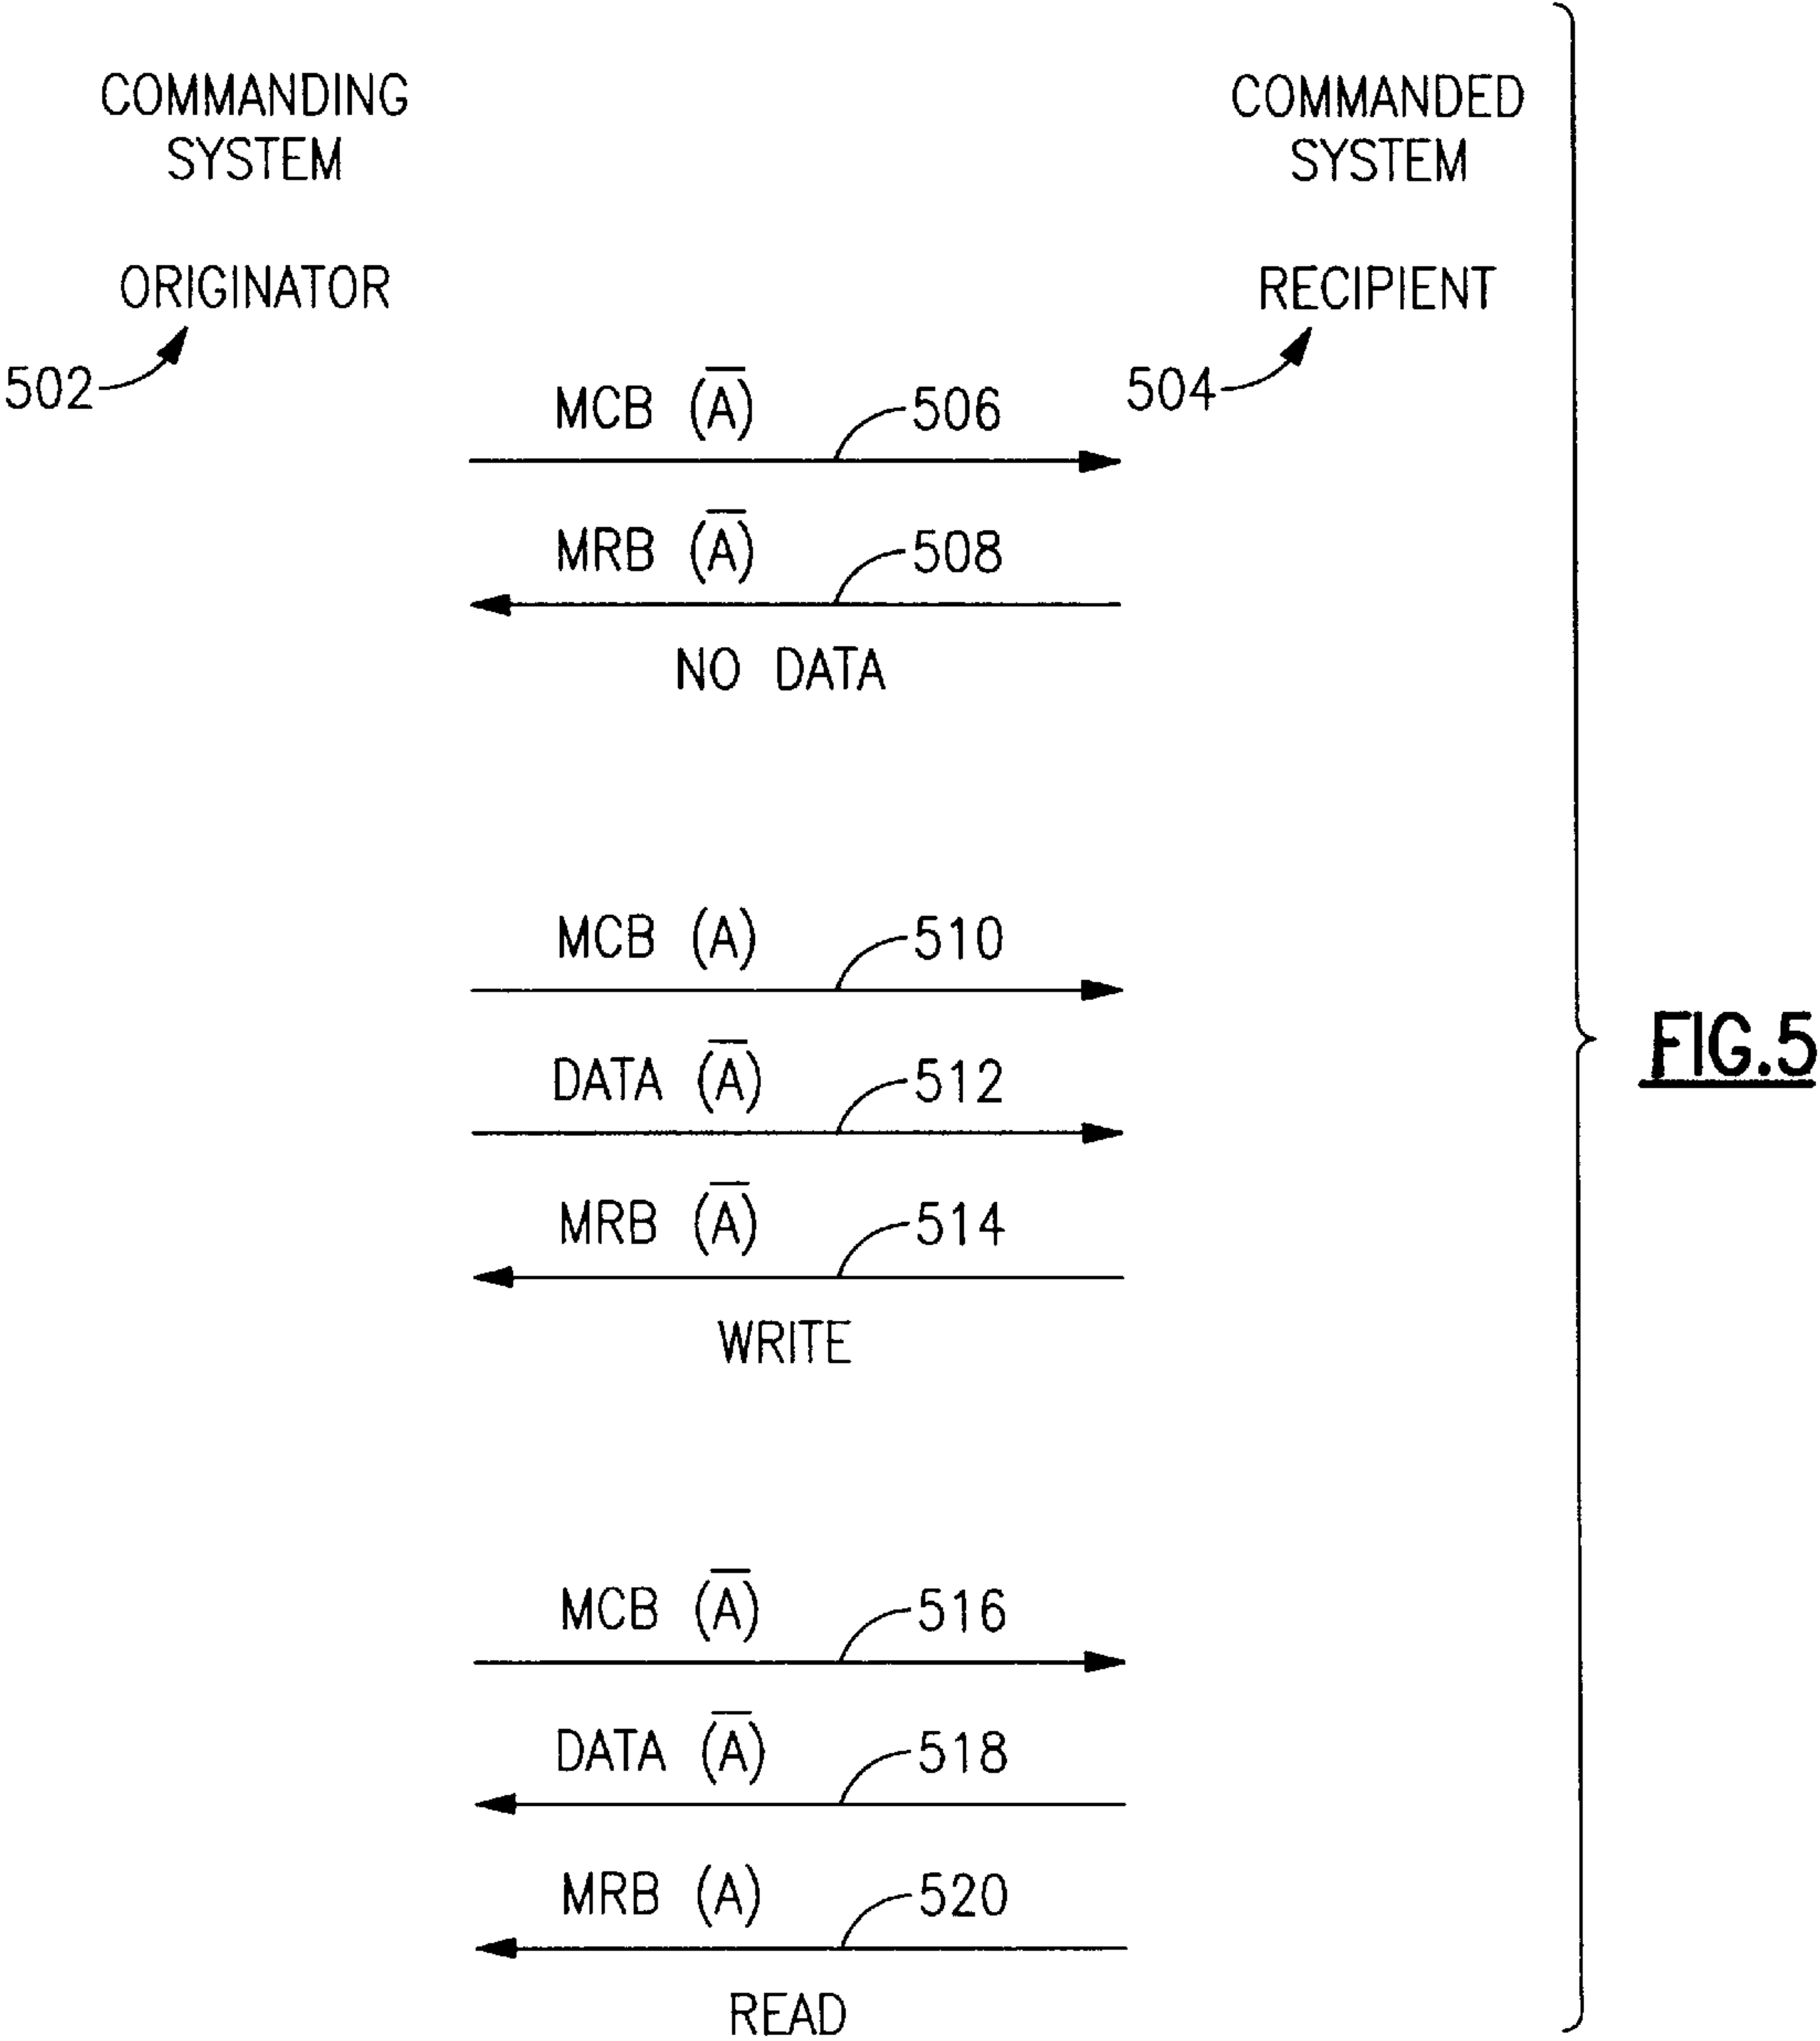 COMMANDING
SYSTEM
COMMANDED
SYSTEM
ORIGINATOR
RECIPIENT
502
504
MCB (A̅)
506
MRB (A̅)
508
NO DATA
MCB (A)
510
DATA (A̅)
512
MRB (A̅)
514
WRITE
FIG.5
MCB (A̅)
516
DATA (A̅)
518
MRB (A)
520
READ